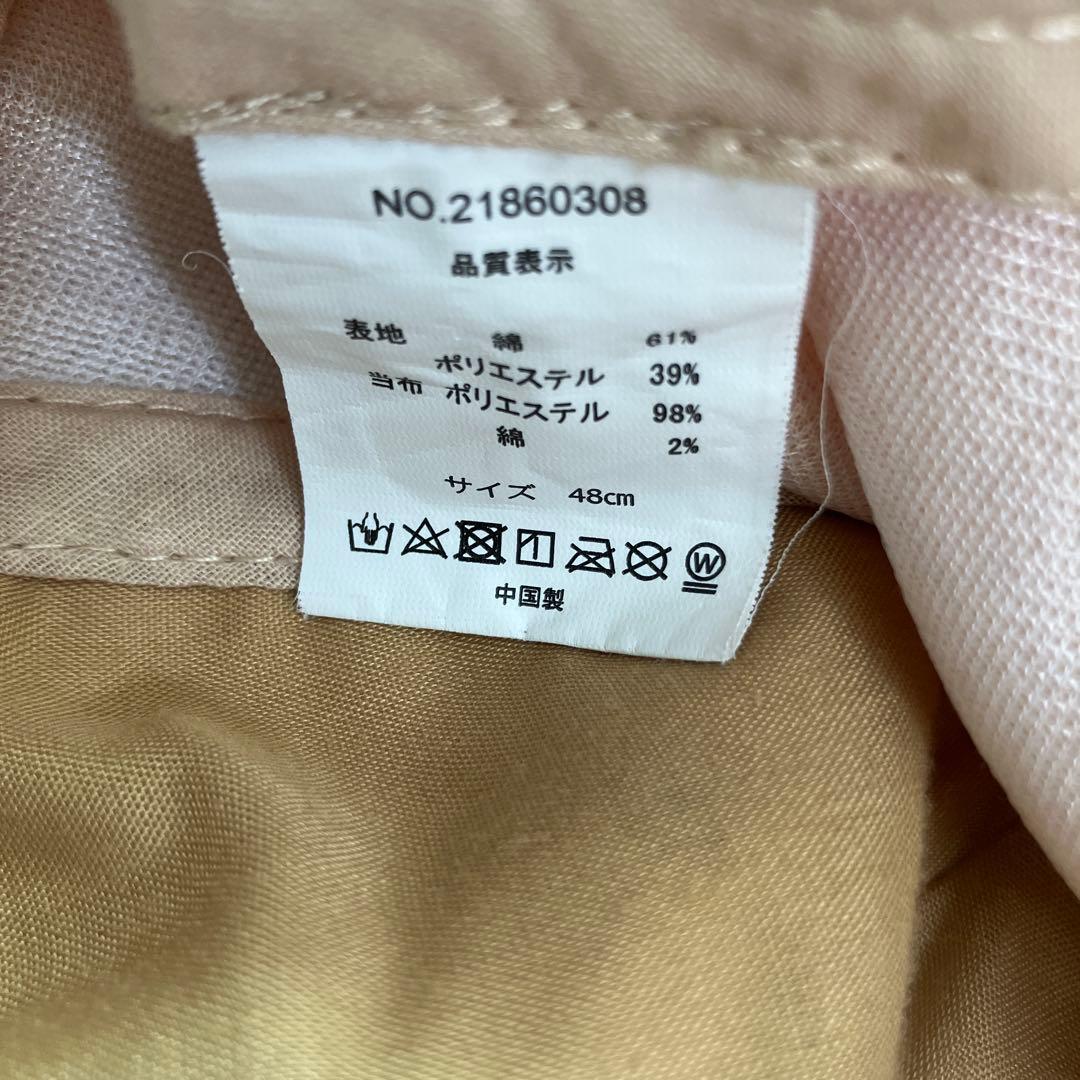 NO.21860308
品質表示
表地 綿 61%
ポリエステル 39%
当布 ポリエステル 98%
綿 2%
サイズ 48cm
W
中国製